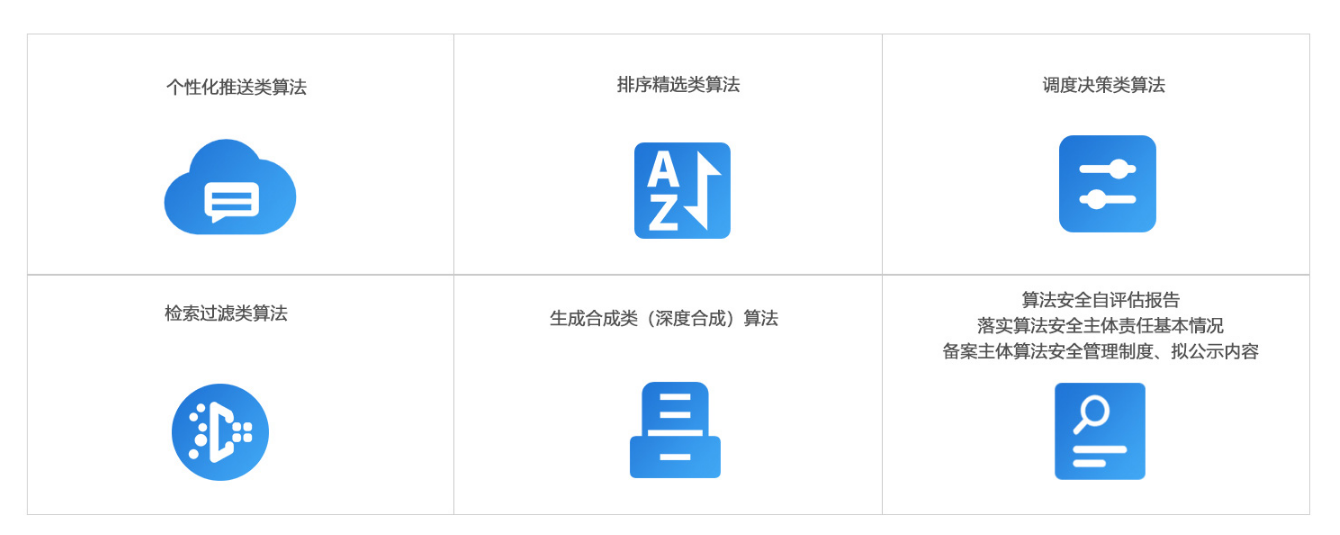 个性化推送类算法
排序精选类算法
调度决策类算法
A
Z
检索过滤类算法
生成合成类（深度合成）算法
算法安全自评估报告
落实算法安全主体责任基本情况
备案主体算法安全管理制度、拟公示内容